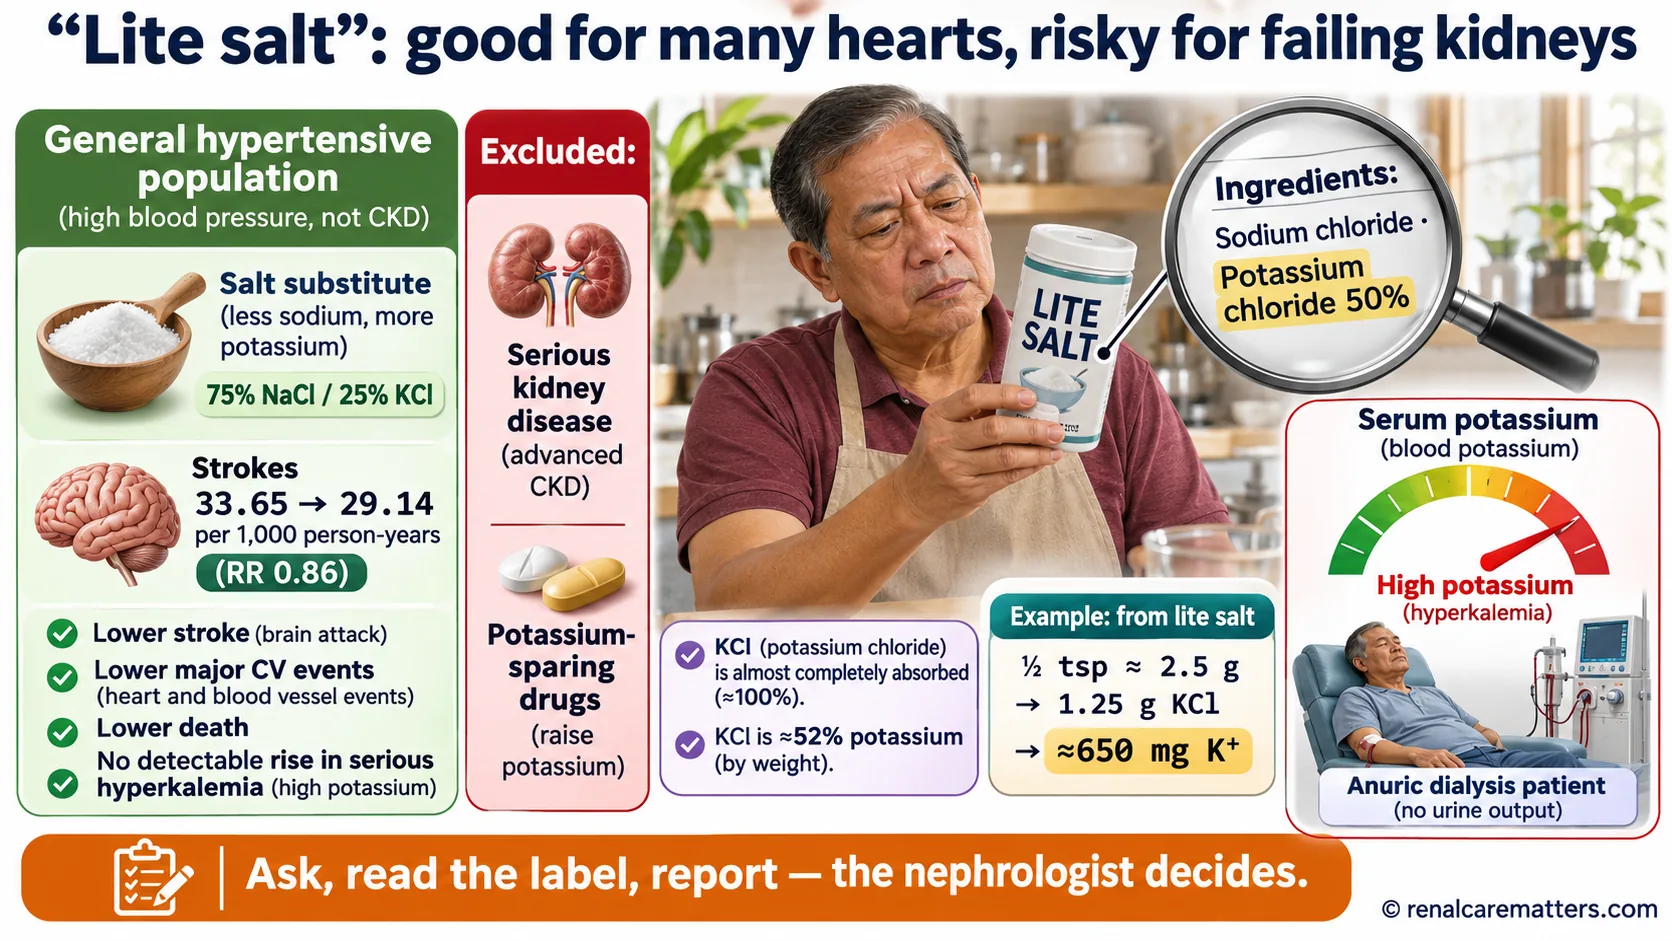 “Lite salt”: good for many hearts, risky for failing kidneys
General hypertensive
population
(high blood pressure, not CKD)
Salt substitute
(less sodium, more
potassium)
75% NaCl / 25% KCl
Strokes
33.65 → 29.14
per 1,000 person-years
(RR 0.86)
Lower stroke (brain attack)
Lower major CV events
(heart and blood vessel events)
Lower death
No detectable rise in serious
hyperkalemia (high potassium)
Excluded:
Serious
kidney
disease
(advanced
CKD)
Potassium-
sparing
drugs
(raise
potassium)
LITE
SALT
Ingredients:
Sodium chloride ·
Potassium
chloride 50%
KCl (potassium chloride)
is almost completely absorbed
(≈100%).
KCl is ≈52% potassium
(by weight).
Example: from lite salt
½ tsp ≈ 2.5 g
→ 1.25 g KCl
→ ≈650 mg K⁺
Serum potassium
(blood potassium)
High potassium
(hyperkalemia)
Anuric dialysis patient
(no urine output)
Ask, read the label, report — the nephrologist decides.
© renalcarematters.com